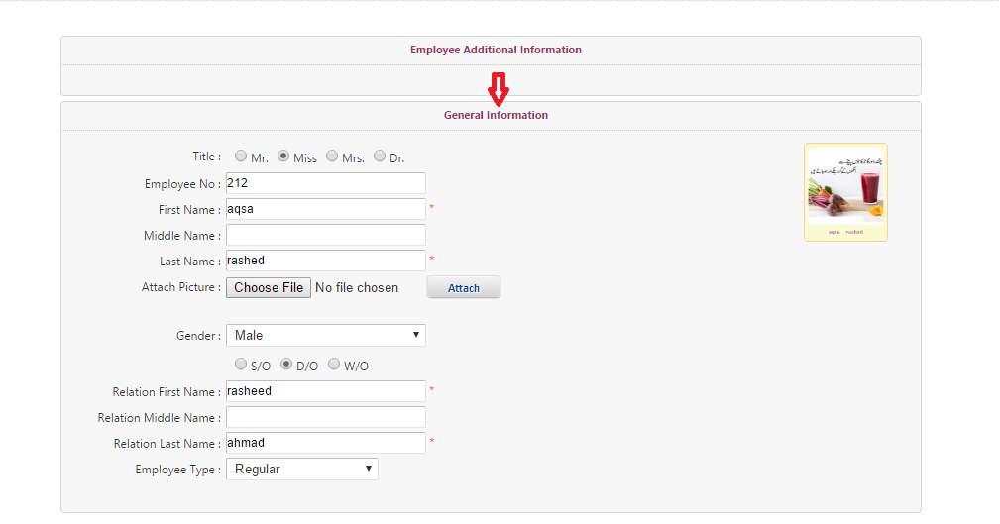 Employee Additional Information
General Information
Title : Mr. Miss Mrs. Dr.
Employee No : 212
First Name : aqsa *
Middle Name :
Last Name : rashed *
Attach Picture : Choose File No file chosen Attach
Gender : Male
S/O D/O W/O
Relation First Name : rasheed *
Relation Middle Name :
Relation Last Name : ahmad *
Employee Type : Regular
aqsa rashed